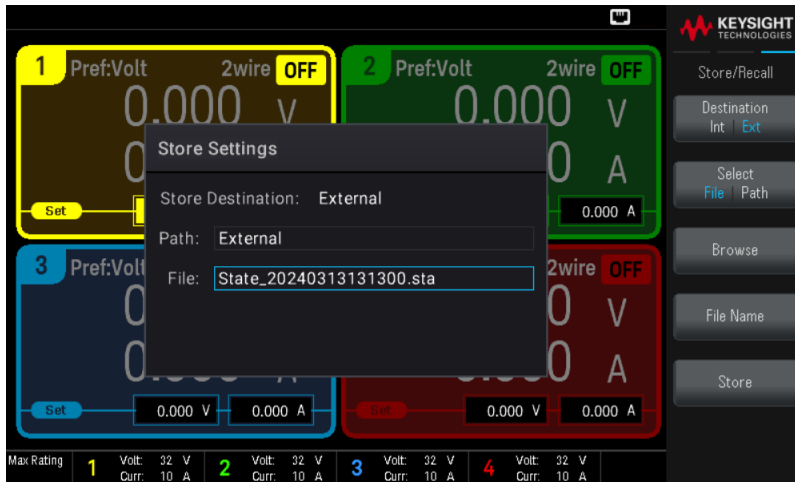 KEYSIGHT
TECHNOLOGIES
Store/Recall
Destination
Int Ext
Select
File Path
Browse
File Name
Store
1 Pref:Volt 2wire OFF
0.000 V
Set
2 Pref:Volt 2wire OFF
0.000 V
A
0.000 A
Store Settings
Store Destination: External
Path: External
File: State_20240313131300.sta
3 Pref:Volt
Set 0.000 V 0.000 A
2wire OFF
V
A
Set 0.000 V 0.000 A
Max Rating
1 Volt: 32 V
Curr: 10 A
2 Volt: 32 V
Curr: 10 A
3 Volt: 32 V
Curr: 10 A
4 Volt: 32 V
Curr: 10 A